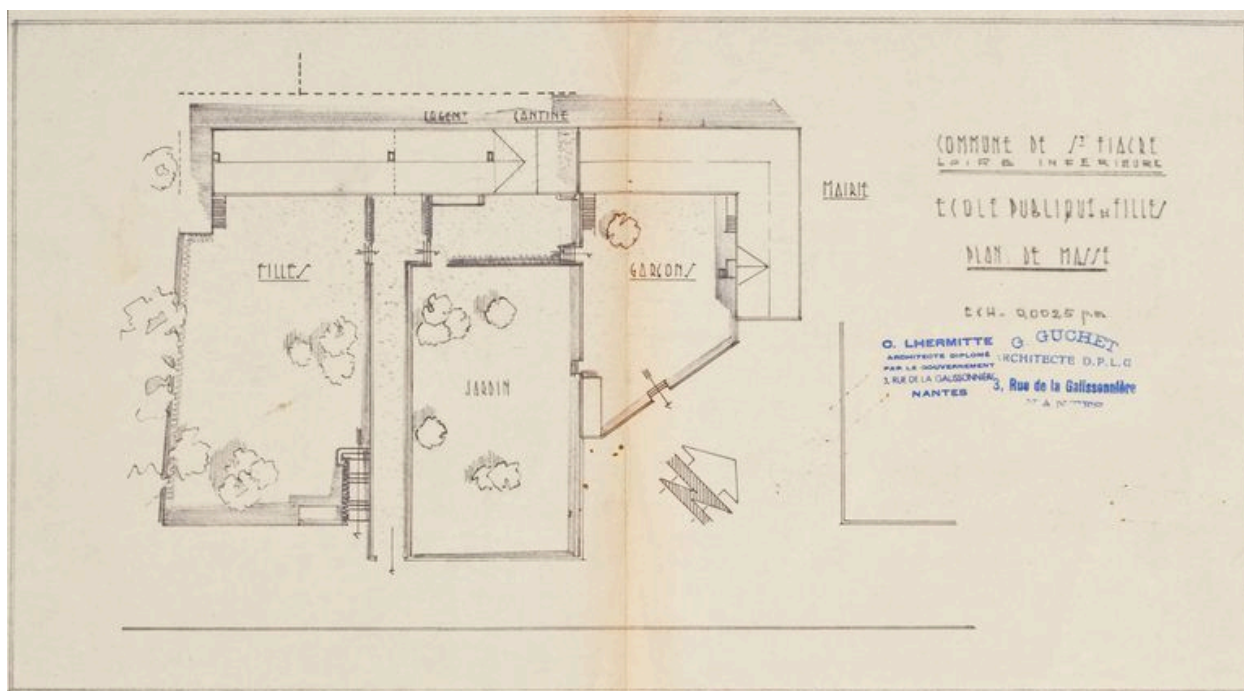 LOGEMT CANTINE
MAIRIE
FILLES
GARÇONS
JARDIN
COMMUNE DE ST FIACRE
LOIRE INFERIEURE
ECOLE PUBLIQUE DE FILLES
PLAN DE MASSE
ECH- 0,0025 p.m.
O. LHERMITTE
ARCHITECTE DIPLOMÉ
PAR LE GOUVERNEMENT
3, RUE DE LA GALISSONNIÈRE
NANTES
G. GUCHET
ARCHITECTE D.P.L.G
3, Rue de la Galissonnière
NANTES